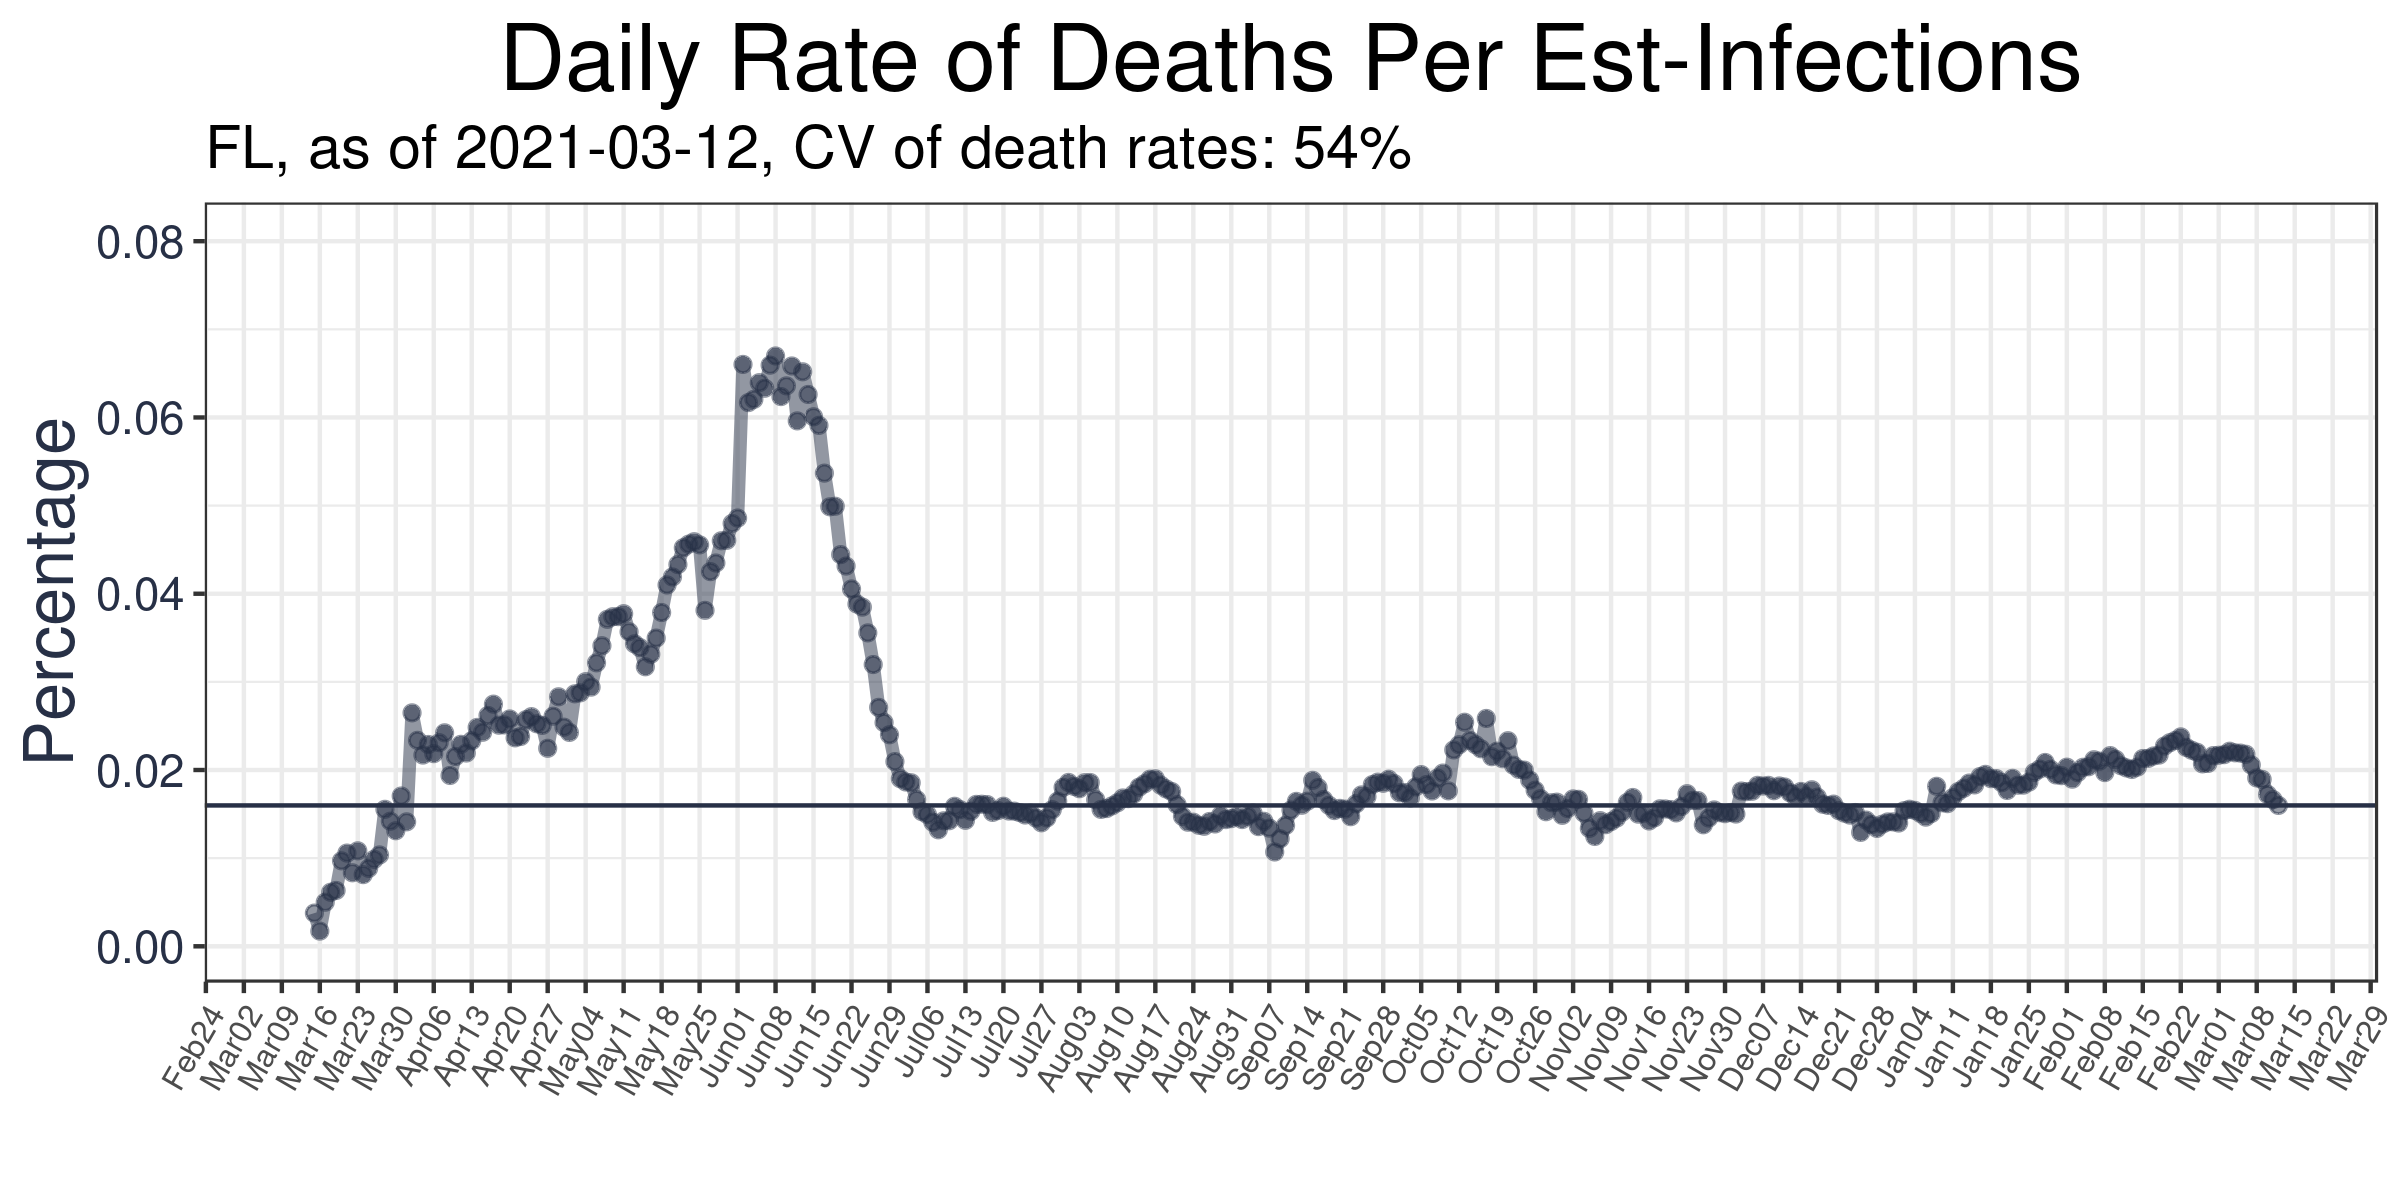 Daily Rate of Deaths Per Est-Infections
FL, as of 2021-03-12, CV of death rates: 54%
Percentage
0.08
0.06
0.04
0.02
0.00
Feb24
Mar02
Mar09
Mar16
Mar23
Mar30
Apr06
Apr13
Apr20
Apr27
May04
May11
May18
May25
Jun01
Jun08
Jun15
Jun22
Jun29
Jul06
Jul13
Jul20
Jul27
Aug03
Aug10
Aug17
Aug24
Aug31
Sep07
Sep14
Sep21
Sep28
Oct05
Oct12
Oct19
Oct26
Nov02
Nov09
Nov16
Nov23
Nov30
Dec07
Dec14
Dec21
Dec28
Jan04
Jan11
Jan18
Jan25
Feb01
Feb08
Feb15
Feb22
Mar01
Mar08
Mar15
Mar22
Mar29